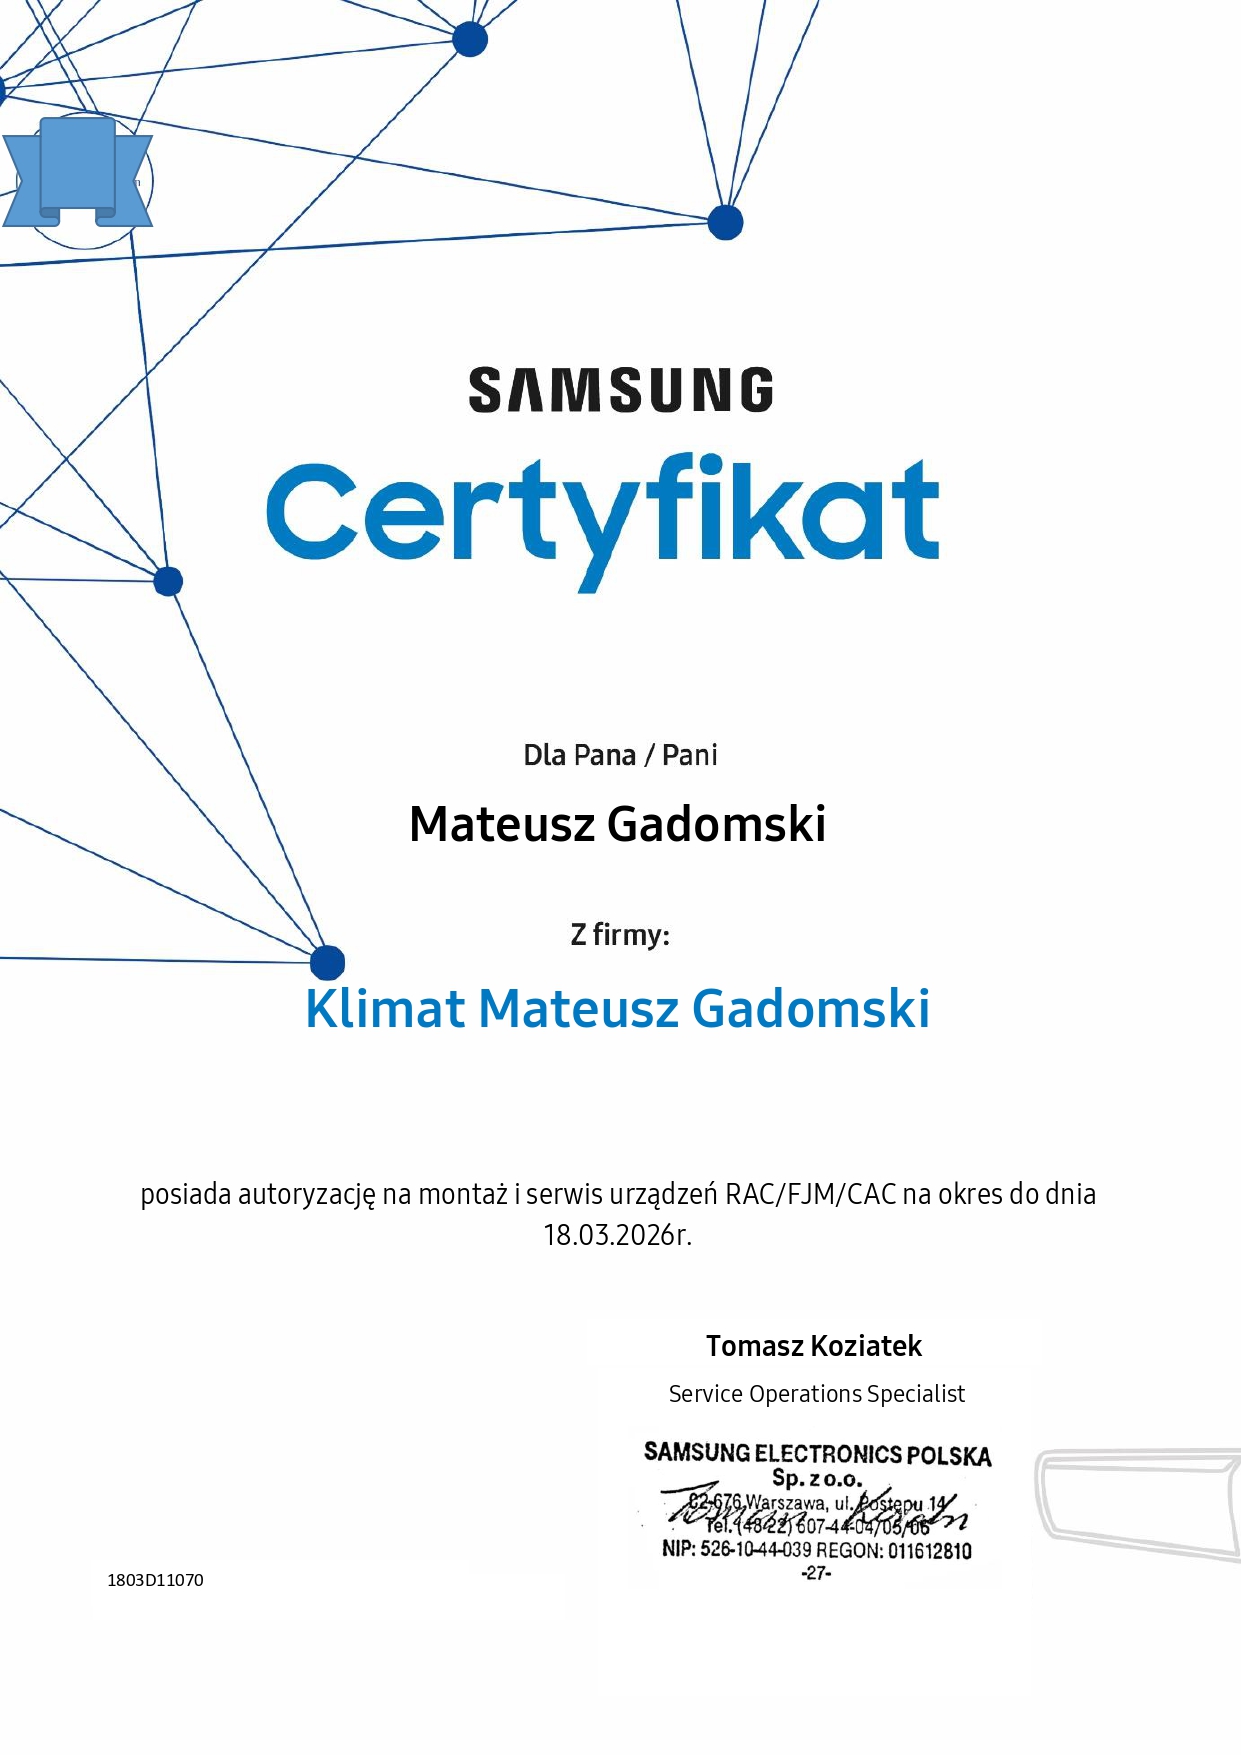 SAMSUNG
Certyfikat
Dla Pana / Pani
Mateusz Gadomski
Z firmy:
Klimat Mateusz Gadomski
posiada autoryzację na montaż i serwis urządzeń RAC/FJM/CAC na okres do dnia
18.03.2026r.
Tomasz Koziatek
Service Operations Specialist
SAMSUNG ELECTRONICS POLSKA
Sp. z o.o.
02-676 Warszawa, ul. Postępu 14
Tel. (48-22) 607-44-04/05/06
NIP: 526-10-44-039 REGON: 011612810
-27-
1803D11070